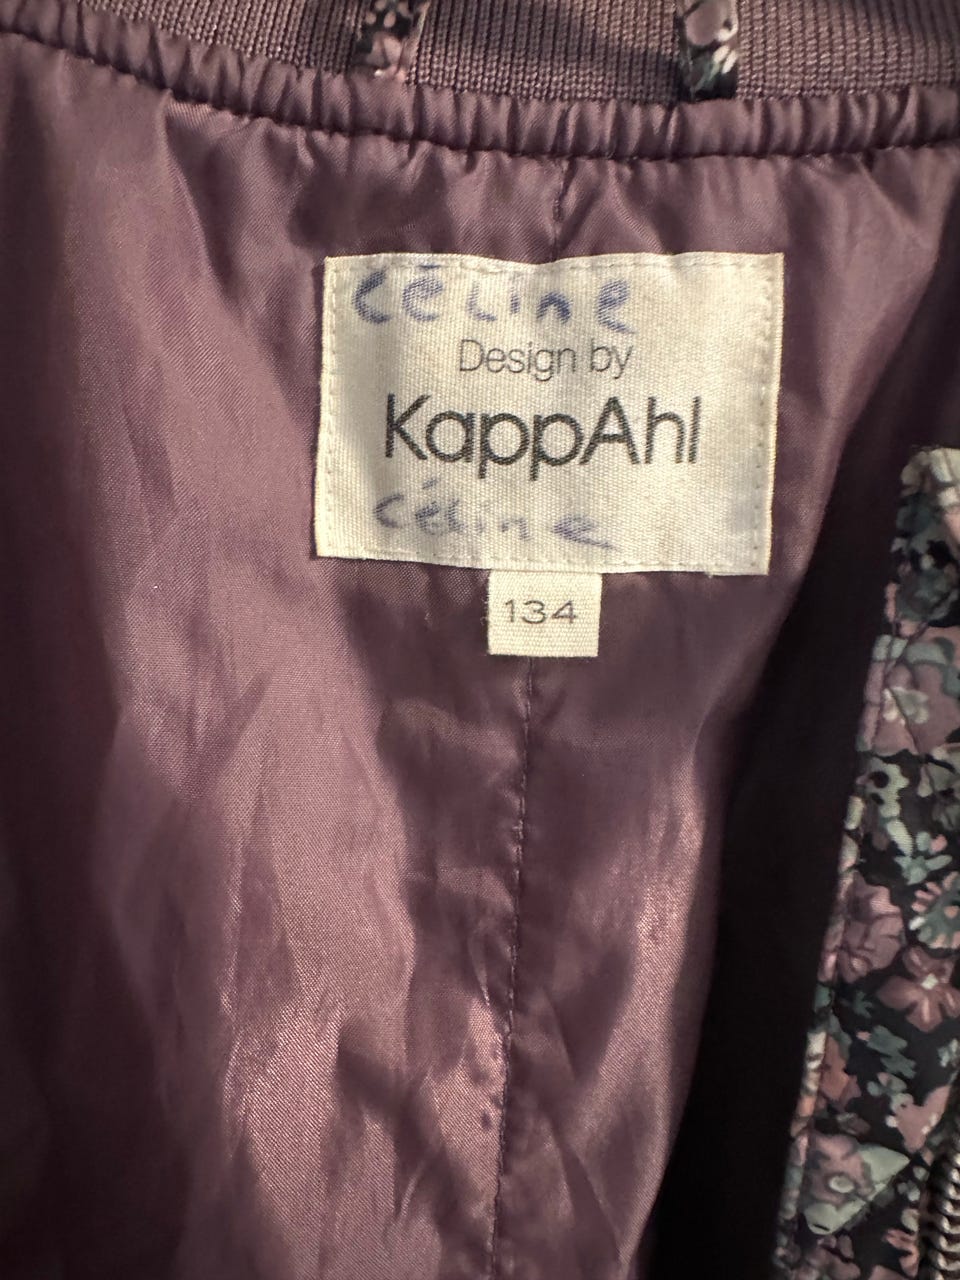 Céline
Design by
KappAhl
céline
134